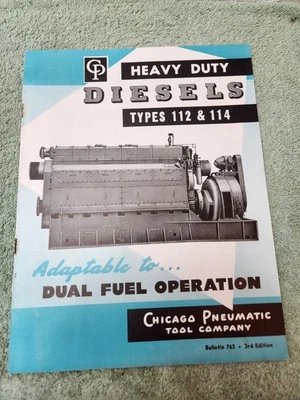 CP
HEAVY DUTY
DIESELS
TYPES 112 & 114
Adaptable to...
DUAL FUEL OPERATION
CHICAGO PNEUMATIC
TOOL COMPANY
Bulletin 763 • 3rd Edition